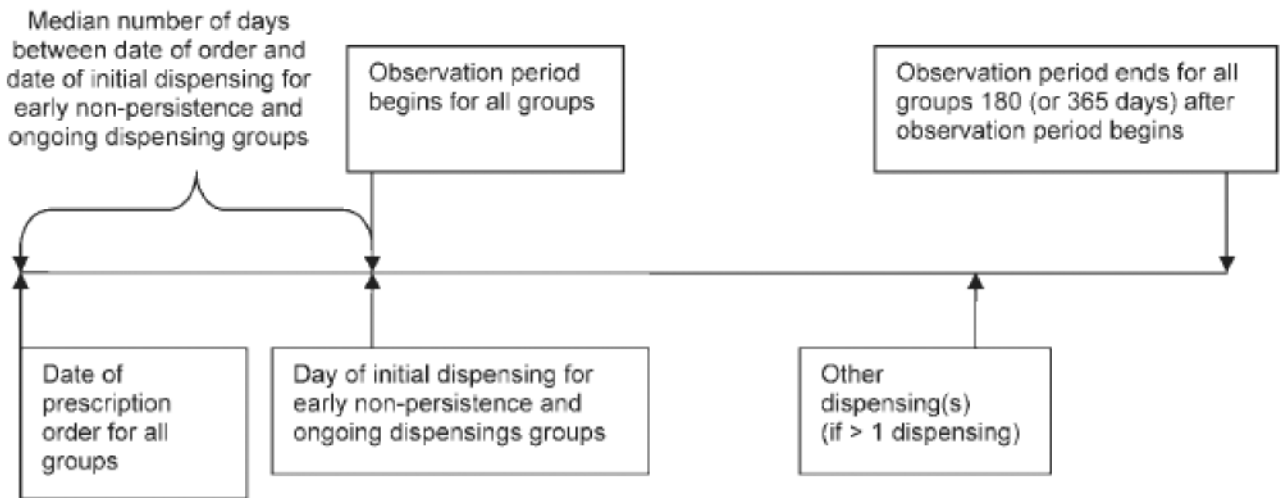 Median number of days
between date of order and
date of initial dispensing for
early non-persistence and
ongoing dispensing groups
Observation period
begins for all groups
Observation period ends for all
groups 180 (or 365 days) after
observation period begins
Date of
prescription
order for all
groups
Day of initial dispensing for
early non-persistence and
ongoing dispensings groups
Other
dispensing(s)
(if > 1 dispensing)